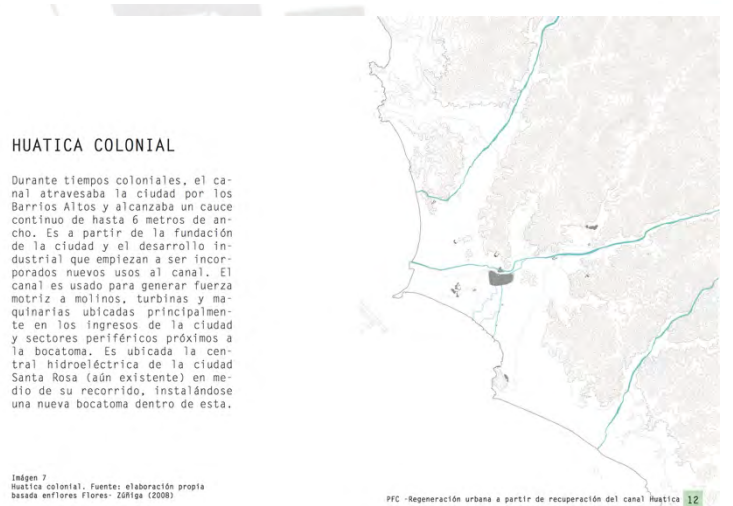 HUATICA COLONIAL
Durante tiempos coloniales, el ca-
nal atravesaba la ciudad por los
Barrios Altos y alcanzaba un cauce
continuo de hasta 6 metros de an-
cho. Es a partir de la fundación
de la ciudad y el desarrollo in-
dustrial que empiezan a ser incor-
porados nuevos usos al canal. El
canal es usado para generar fuerza
motriz a molinos, turbinas y ma-
quinarias ubicadas principalmen-
te en los ingresos de la ciudad
y sectores periféricos próximos a
la bocatoma. Es ubicada la cen-
tral hidroeléctrica de la ciudad
Santa Rosa (aún existente) en me-
dio de su recorrido, instalándose
una nueva bocatoma dentro de esta.
Imágen 7
Huatica colonial. Fuente: elaboración propia
basada enflores Flores- Zúñiga (2008)
PFC -Regeneración urbana a partir de recuperación del canal Huatica 12